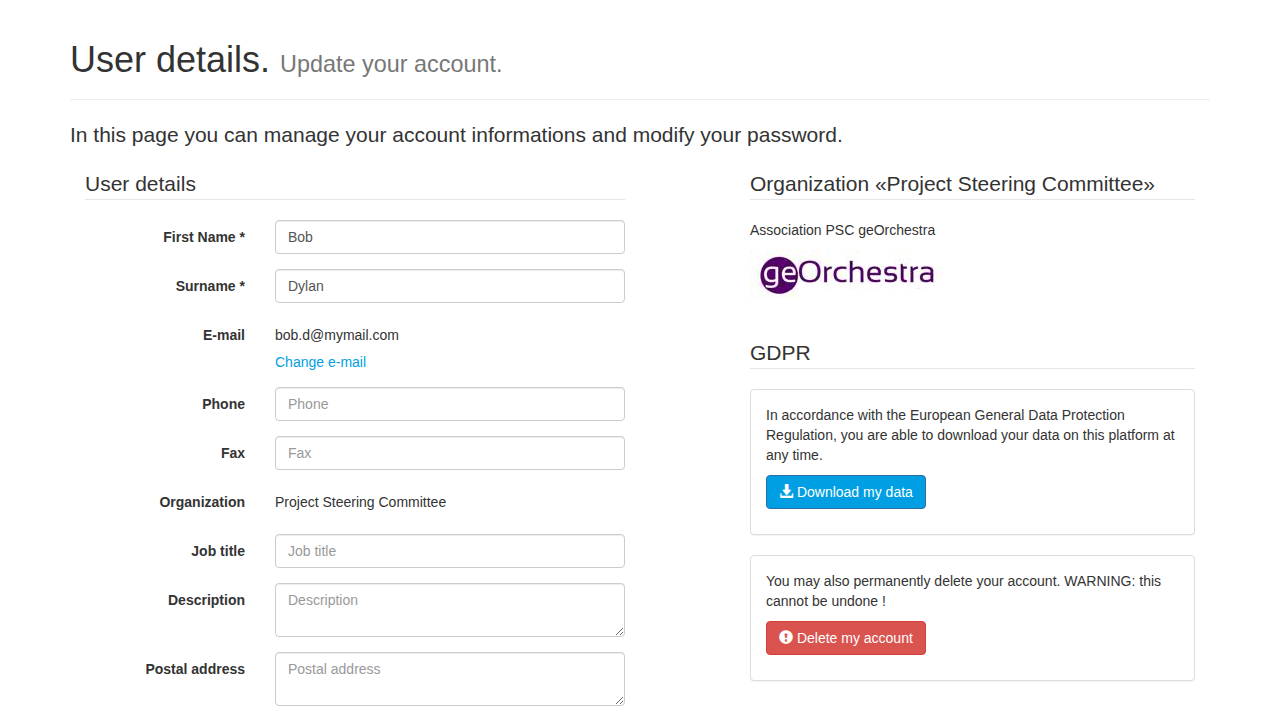 User details. Update your account.
In this page you can manage your account informations and modify your password.
User details
First Name * Bob
Surname * Dylan
E-mail bob.d@mymail.com
Change e-mail
Phone Phone
Fax Fax
Organization Project Steering Committee
Job title Job title
Description Description
Postal address Postal address
Organization «Project Steering Committee»
Association PSC geOrchestra
geOrchestra
GDPR
In accordance with the European General Data Protection
Regulation, you are able to download your data on this platform at
any time.
Download my data
You may also permanently delete your account. WARNING: this
cannot be undone !
Delete my account